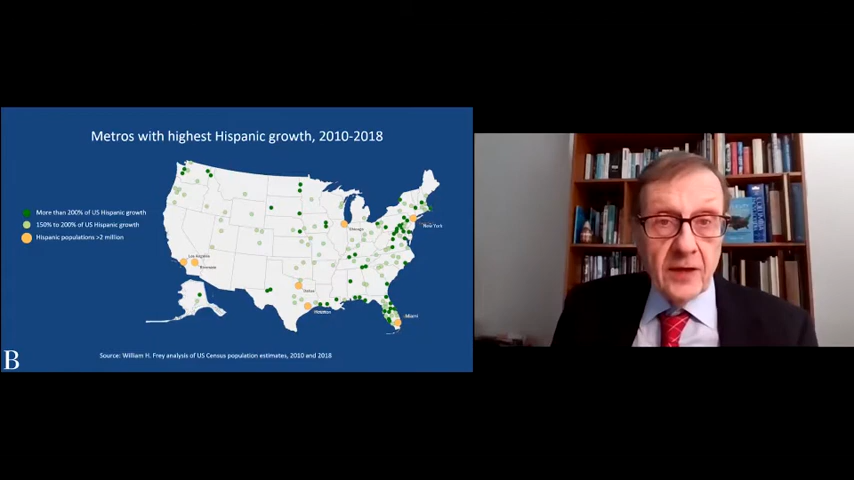 Metros with highest Hispanic growth, 2010-2018
More than 200% of US Hispanic growth
150% to 200% of US Hispanic growth
Hispanic populations >2 million
Los Angeles
Riverside
Chicago
New York
Dallas
Houston
Miami
B
Source: William H. Frey analysis of US Census population estimates, 2010 and 2018